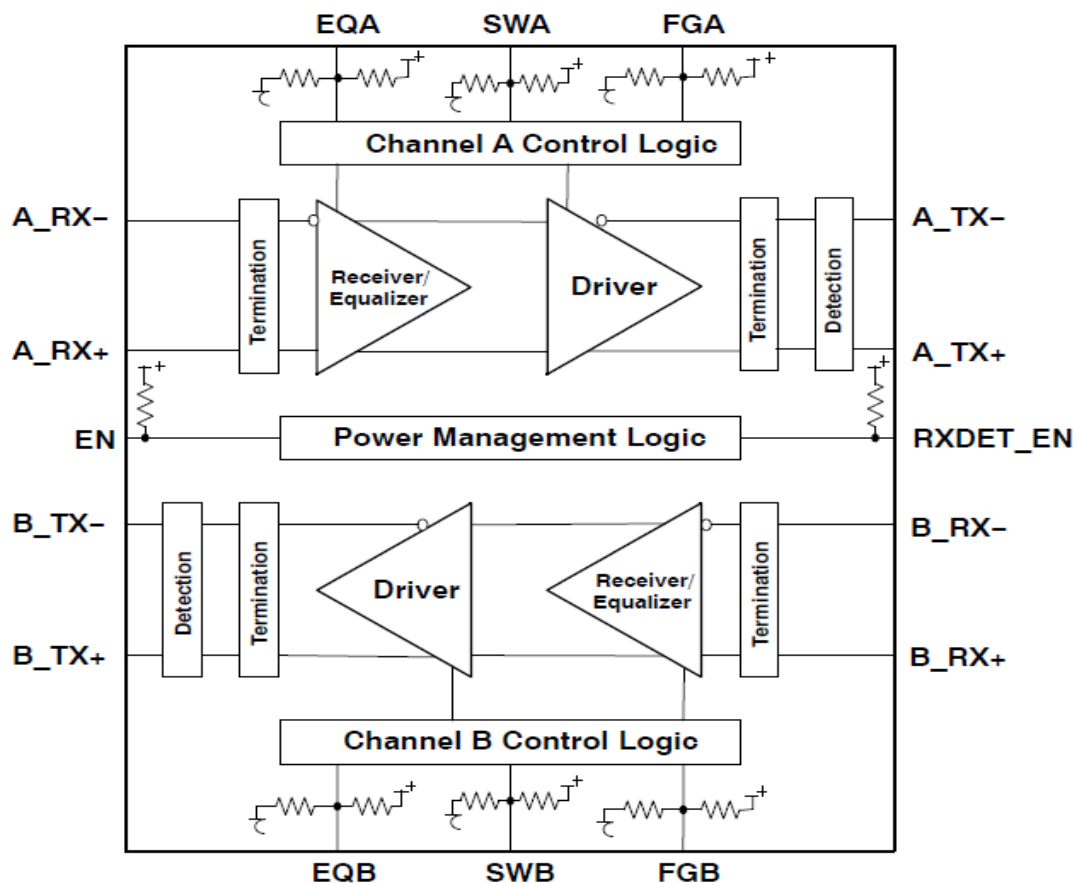 EQA SWA FGA
+ + +
Channel A Control Logic
A_RX− A_TX−
Termination
Receiver/
Equalizer
Driver
Termination
Detection
A_RX+ A_TX+
+ +
EN Power Management Logic RXDET_EN
B_TX− B_RX−
Detection
Termination
Driver
Receiver/
Equalizer
Termination
B_TX+ B_RX+
Channel B Control Logic
+ + +
EQB SWB FGB